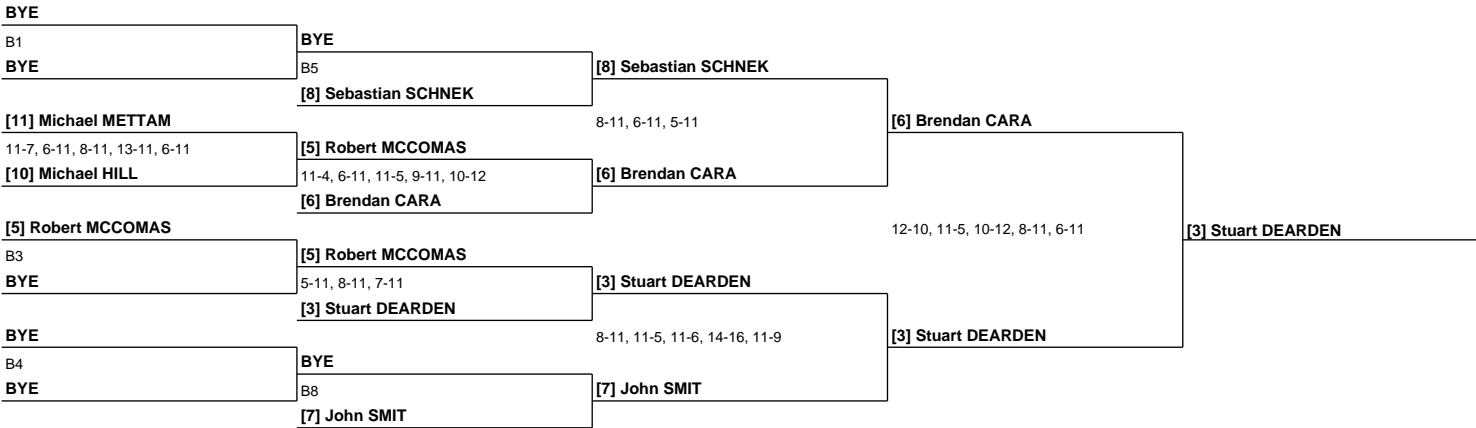 BYE
B1
BYE
BYE
B5
[8] Sebastian SCHNEK
[8] Sebastian SCHNEK
[11] Michael METTAM
8-11, 6-11, 5-11
[6] Brendan CARA
11-7, 6-11, 8-11, 13-11, 6-11
[5] Robert MCCOMAS
[10] Michael HILL
11-4, 6-11, 11-5, 9-11, 10-12
[6] Brendan CARA
[6] Brendan CARA
[5] Robert MCCOMAS
12-10, 11-5, 10-12, 8-11, 6-11
[3] Stuart DEARDEN
B3
[5] Robert MCCOMAS
BYE
5-11, 8-11, 7-11
[3] Stuart DEARDEN
[3] Stuart DEARDEN
BYE
8-11, 11-5, 11-6, 14-16, 11-9
[3] Stuart DEARDEN
B4
BYE
BYE
B8
[7] John SMIT
[7] John SMIT